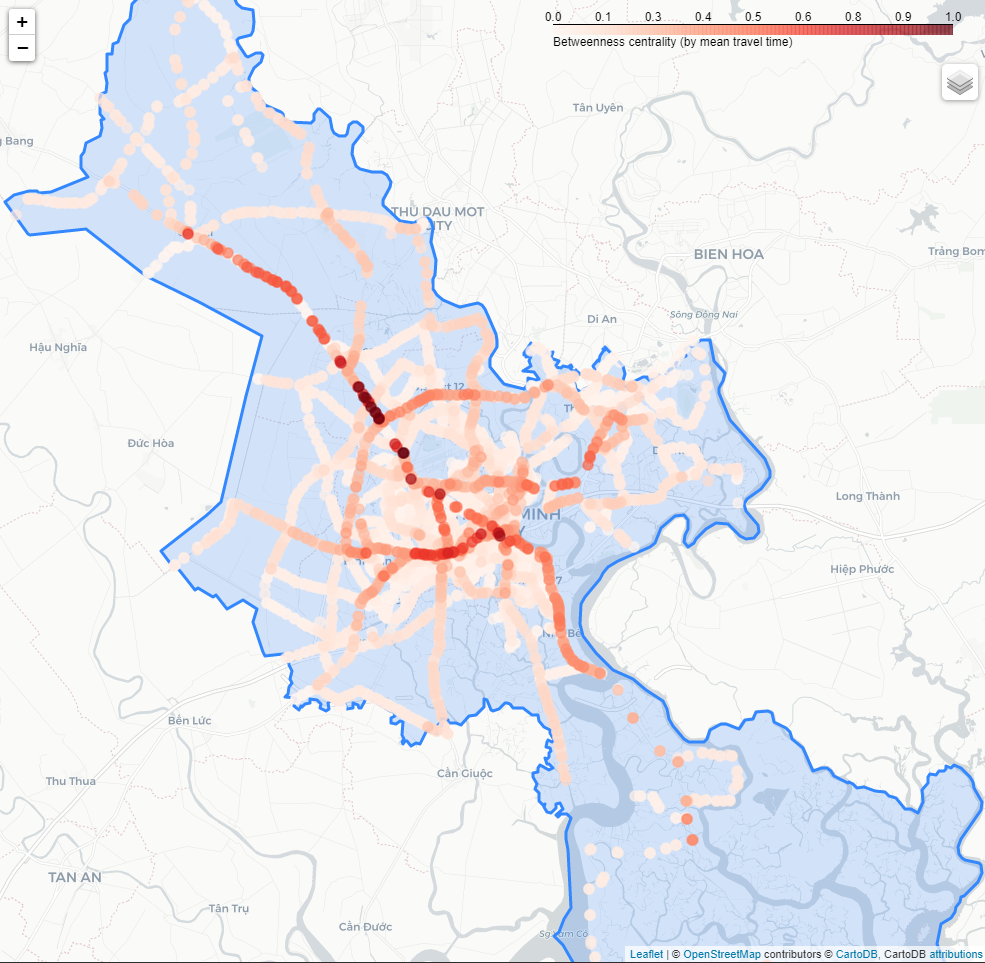 +
−
0.0 0.1 0.3 0.4 0.5 0.6 0.8 0.9 1.0
Betweenness centrality (by mean travel time)
Tân Uyên
Bang
THU DAU MOT
CITY
BIEN HOA
Trảng Bom
Sông Đồng Nai
Di An
Hậu Nghĩa
12
Đức Hòa
Long Thành
MINH
Hiệp Phước
7
Bến Lức
Thu Thua
Cần Giuộc
TAN AN
Tân Trụ
Cần Đước
Leaflet | © OpenStreetMap contributors © CartoDB, CartoDB attributions